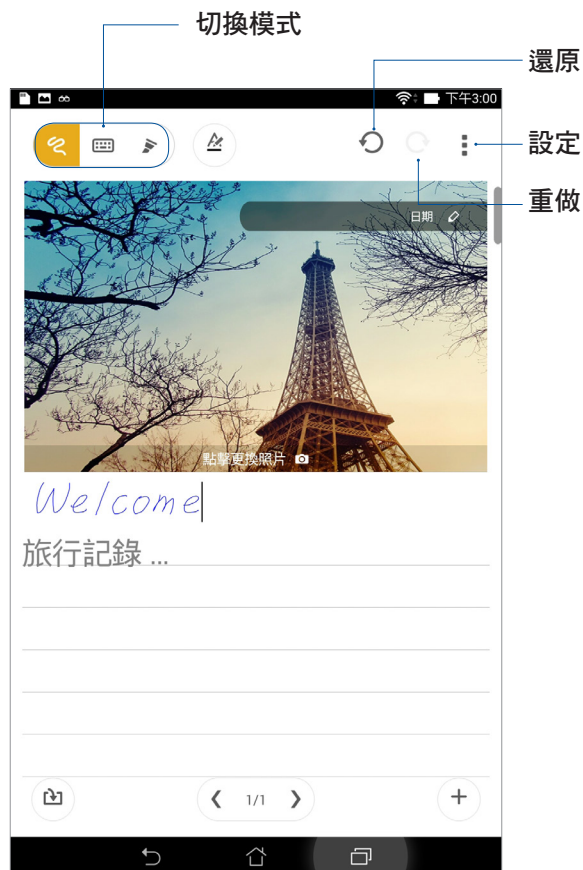 切換模式
還原
下午3:00
設定
重做
日期
點擊更換照片
Welcome
旅行記錄 ...
1/1